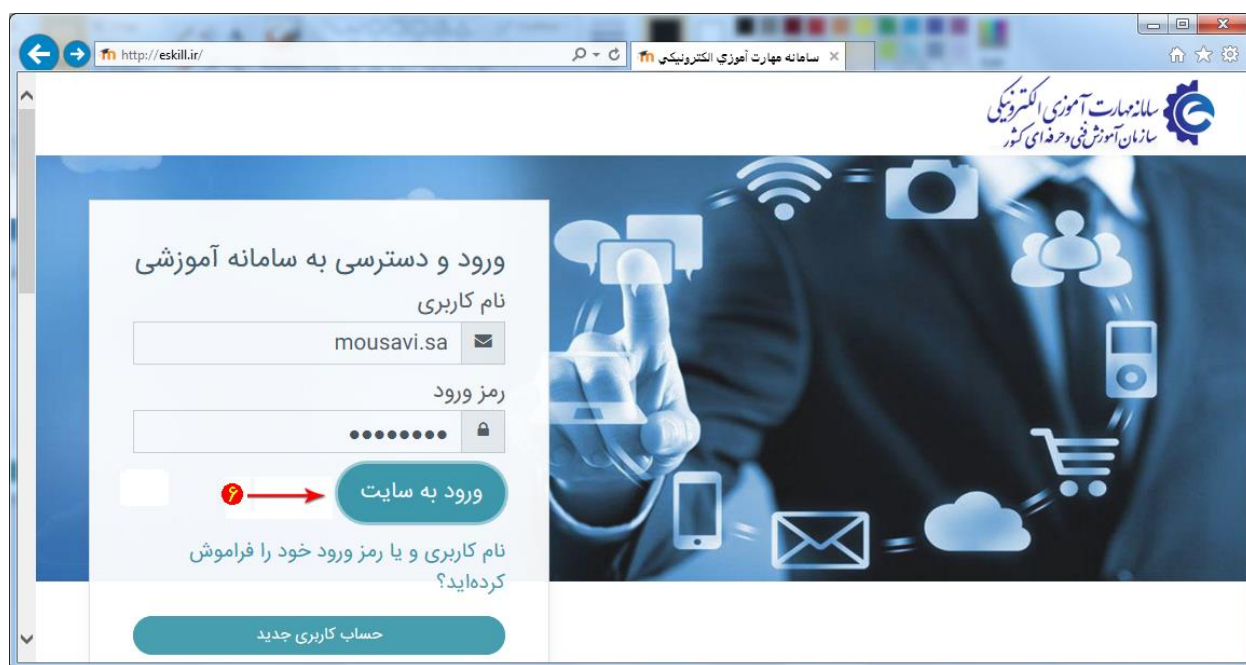 http://eskill.ir/
سامانه مهارت آموزي الکترونیکي
سامانه مهارت آموزی الکترونیکی
سازمان آموزش فنی و حرفه ای کشور
ورود و دسترسی به سامانه آموزشی
نام کاربری
mousavi.sa
رمز ورود
ورود به سایت
۶
نام کاربری و یا رمز ورود خود را فراموش
کرده‌اید؟
حساب کاربری جدید